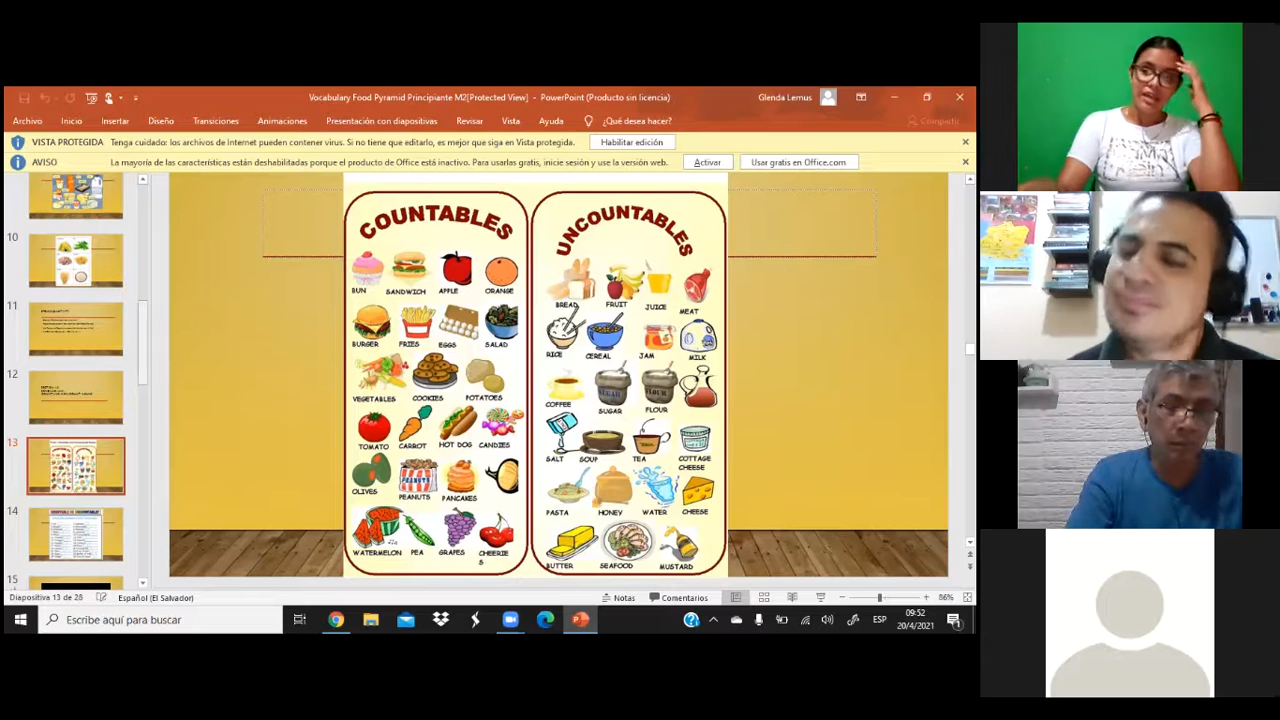 Vocabulary Food Pyramid Principiante M2[Protected View] - PowerPoint (Producto sin licencia)
Glenda Lemus
Archivo Inicio Insertar Diseño Transiciones Animaciones Presentación con diapositivas Revisar Vista Ayuda ¿Qué desea hacer? Compartir
VISTA PROTEGIDA Tenga cuidado: los archivos de Internet pueden contener virus. Si no tiene que editarlo, es mejor que siga en Vista protegida. Habilitar edición
AVISO La mayoría de las características están deshabilitadas porque el producto de Office está inactivo. Para usarlas gratis, inicie sesión y use la versión web. Activar Usar gratis en Office.com
10
11
12
13
14
15
COUNTABLES
BUN SANDWICH APPLE ORANGE
BURGER FRIES EGGS SALAD
VEGETABLES COOKIES POTATOES
TOMATO CARROT HOT DOG CANDIES
OLIVES PEANUTS PANCAKES
WATERMELON PEA GRAPES CHEERIE
S
UNCOUNTABLES
BREAD FRUIT JUICE MEAT
RICE CEREAL JAM MILK
COFFEE SUGAR FLOUR
SALT SOUP TEA COTTAGE
CHEESE
PASTA HONEY WATER CHEESE
BUTTER SEAFOOD MUSTARD
Diapositiva 13 de 28 Español (El Salvador) Notas Comentarios 86%
Escribe aquí para buscar
ESP
09:52
20/4/2021